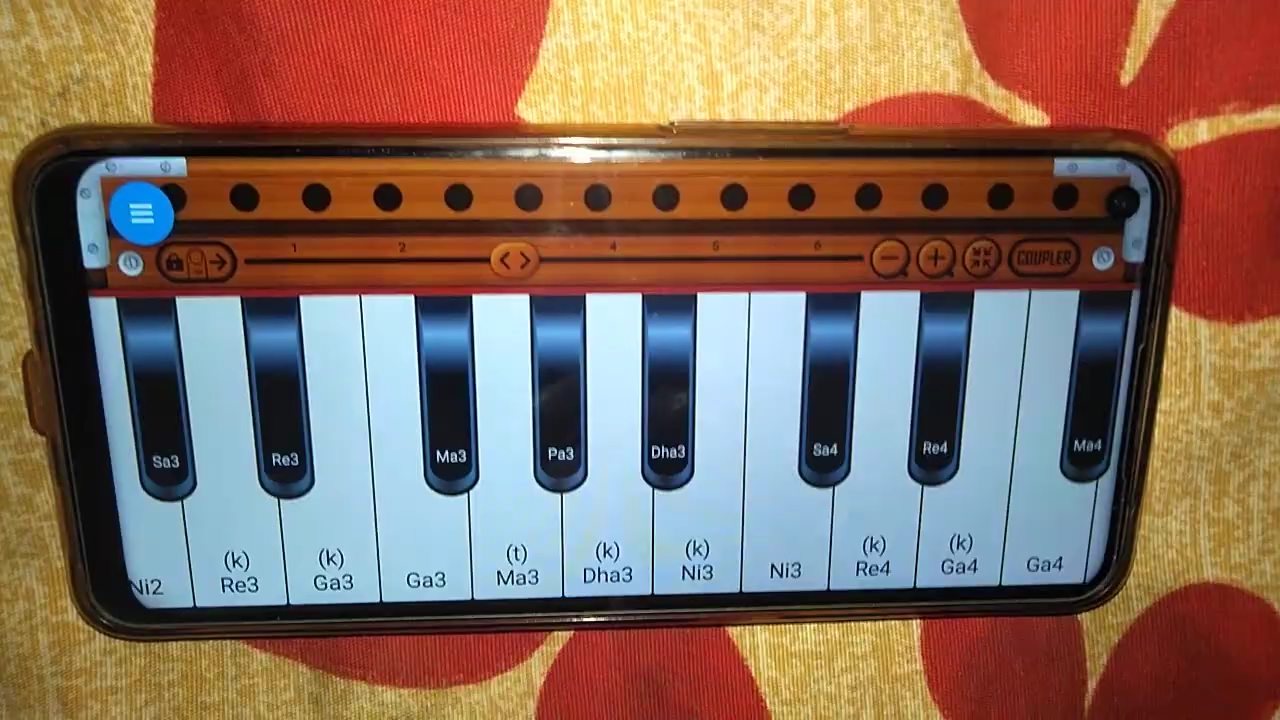 1 2 4 5 6 COUPLER
Sa3 Re3 Ma3 Pa3 Dha3 Sa4 Re4 Ma4
(k) (k) (t) (k) (k) (k) (k)
Ni2 Re3 Ga3 Ga3 Ma3 Dha3 Ni3 Ni3 Re4 Ga4 Ga4